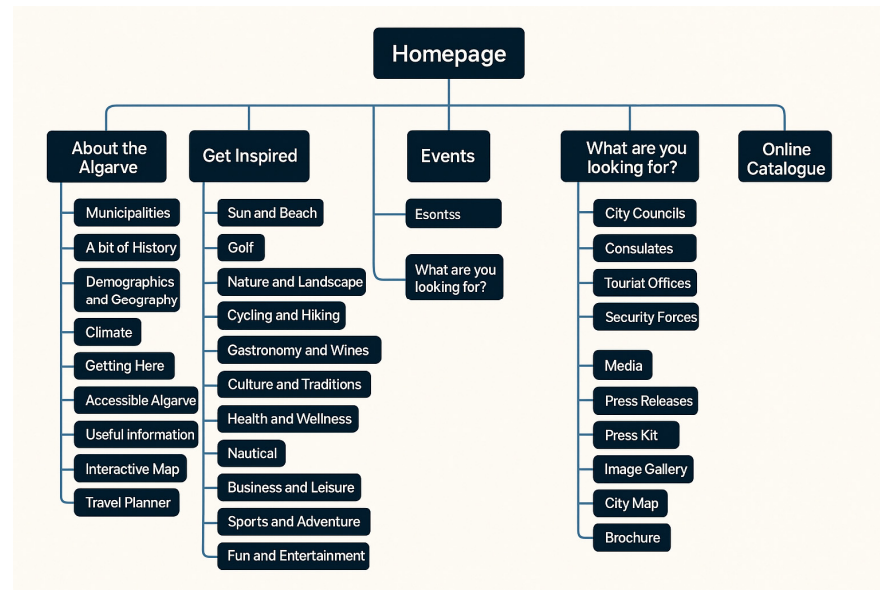 Homepage
About the
Algarve
Get Inspired
Events
What are you
looking for?
Online
Catalogue
Municipalities
A bit of History
Demographics
and Geography
Climate
Getting Here
Accessible Algarve
Useful information
Interactive Map
Travel Planner
Sun and Beach
Golf
Nature and Landscape
Cycling and Hiking
Gastronomy and Wines
Culture and Traditions
Health and Wellness
Nautical
Business and Leisure
Sports and Adventure
Fun and Entertainment
Esontss
What are you
looking for?
City Councils
Consulates
Touriat Offices
Security Forces
Media
Press Releases
Press Kit
Image Gallery
City Map
Brochure